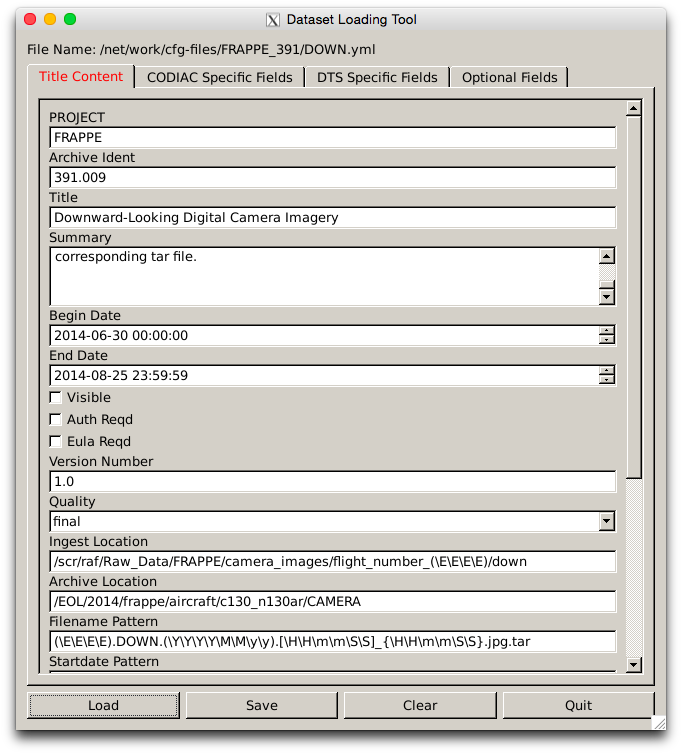 Dataset Loading Tool
File Name: /net/work/cfg-files/FRAPPE_391/DOWN.yml
Title Content CODIAC Specific Fields DTS Specific Fields Optional Fields
PROJECT
FRAPPE
Archive Ident
391.009
Title
Downward-Looking Digital Camera Imagery
Summary
corresponding tar file.
Begin Date
2014-06-30 00:00:00
End Date
2014-08-25 23:59:59
Visible
Auth Reqd
Eula Reqd
Version Number
1.0
Quality
final
Ingest Location
/scr/raf/Raw_Data/FRAPPE/camera_images/flight_number_(\E\E\E\E)/down
Archive Location
/EOL/2014/frappe/aircraft/c130_n130ar/CAMERA
Filename Pattern
(\E\E\E\E).DOWN.(\Y\Y\Y\Y\M\M\y\y).[\H\H\m\m\S\S]_{\H\H\m\m\S\S}.jpg.tar
Startdate Pattern
Load Save Clear Quit